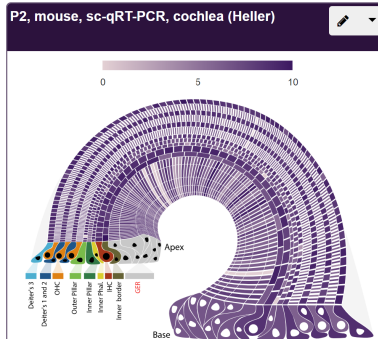 P2, mouse, sc-qRT-PCR, cochlea (Heller)
0 5 10
Apex
Deiter's 3
Deiter's 1 and 2
OHC
Outer Pillar
Inner Pillar
Inner Phal.
IHC
Inner border
GER
Base